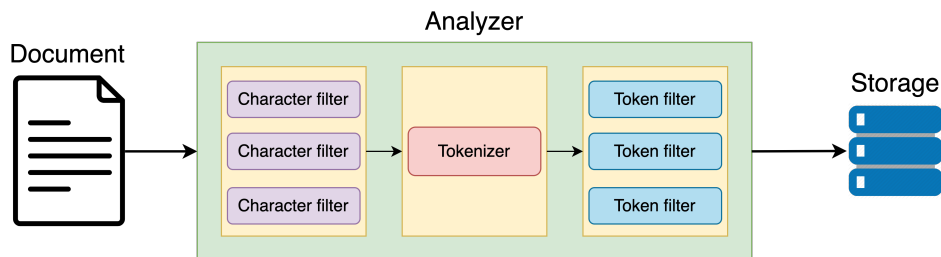 Analyzer
Document
Storage
Character filter
Character filter
Character filter
Tokenizer
Token filter
Token filter
Token filter